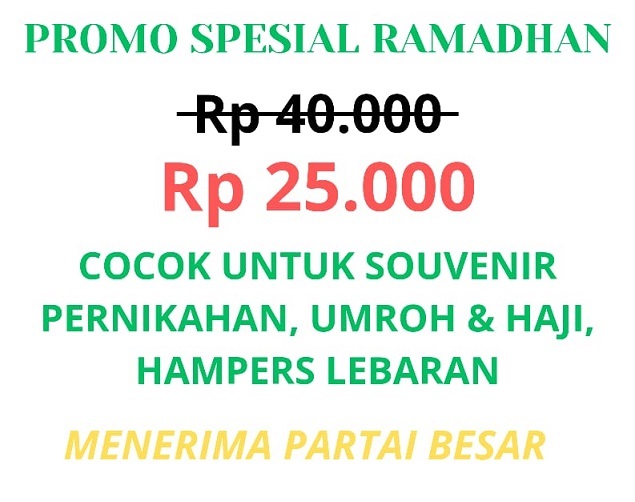 PROMO SPESIAL RAMADHAN
Rp 40.000
Rp 25.000
COCOK UNTUK SOUVENIR
PERNIKAHAN, UMROH & HAJI,
HAMPERS LEBARAN
MENERIMA PARTAI BESAR